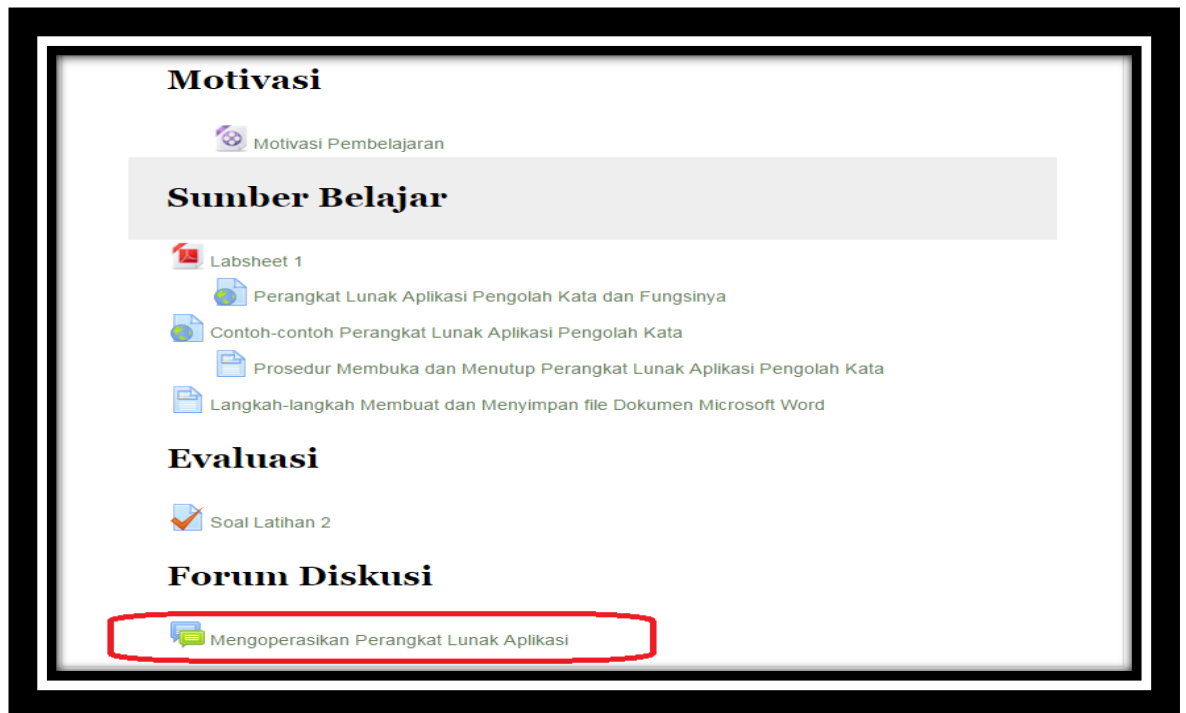 Motivasi
Motivasi Pembelajaran
Sumber Belajar
Labsheet 1
Perangkat Lunak Aplikasi Pengolah Kata dan Fungsinya
Contoh-contoh Perangkat Lunak Aplikasi Pengolah Kata
Prosedur Membuka dan Menutup Perangkat Lunak Aplikasi Pengolah Kata
Langkah-langkah Membuat dan Menyimpan file Dokumen Microsoft Word
Evaluasi
Soal Latihan 2
Forum Diskusi
Mengoperasikan Perangkat Lunak Aplikasi